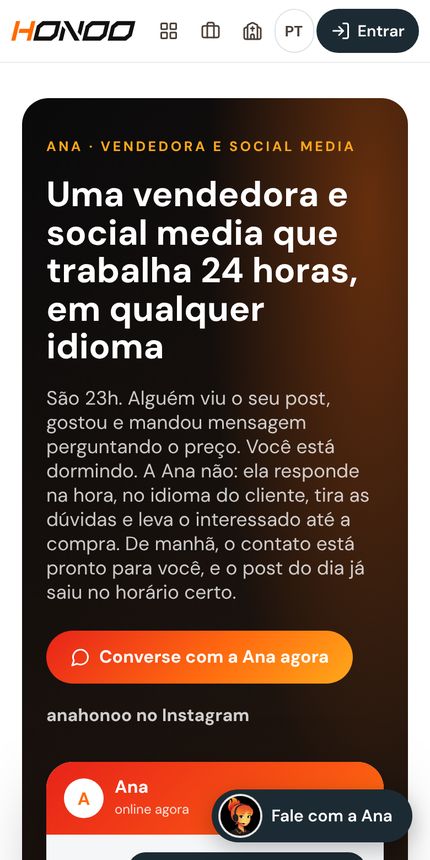 HONOO
PT
Entrar
ANA · VENDEDORA E SOCIAL MEDIA
Uma vendedora e
social media que
trabalha 24 horas,
em qualquer
idioma
São 23h. Alguém viu o seu post,
gostou e mandou mensagem
perguntando o preço. Você está
dormindo. A Ana não: ela responde
na hora, no idioma do cliente, tira as
dúvidas e leva o interessado até a
compra. De manhã, o contato está
pronto para você, e o post do dia já
saiu no horário certo.
Converse com a Ana agora
anahonoo no Instagram
A
Ana
online agora
Fale com a Ana